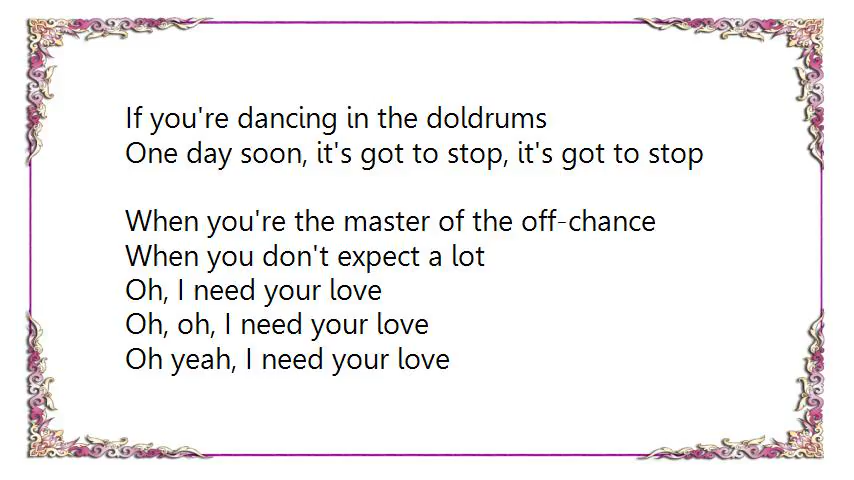 If you're dancing in the doldrums
One day soon, it's got to stop, it's got to stop
When you're the master of the off-chance
When you don't expect a lot
Oh, I need your love
Oh, oh, I need your love
Oh yeah, I need your love